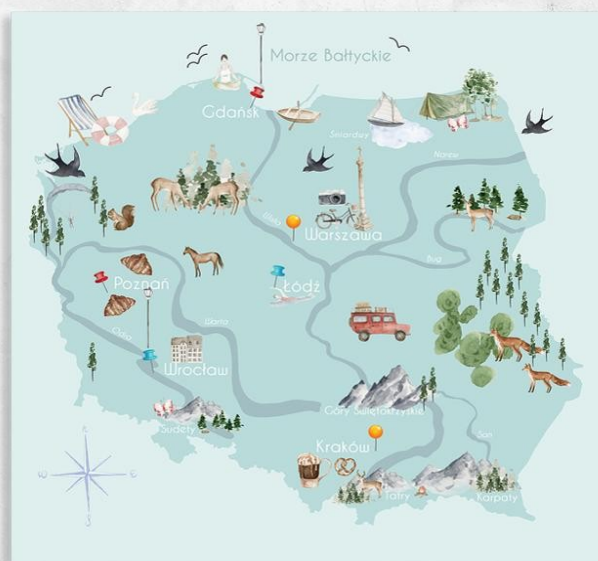 Morze Bałtyckie
Gdańsk
Śniardwy
Narew
Wisła
Warszawa
Bug
Poznań
Łódź
Odra
Warta
Wrocław
Góry Świętokrzyskie
Sudety
Kraków
San
Tatry
Karpaty
W
E
S